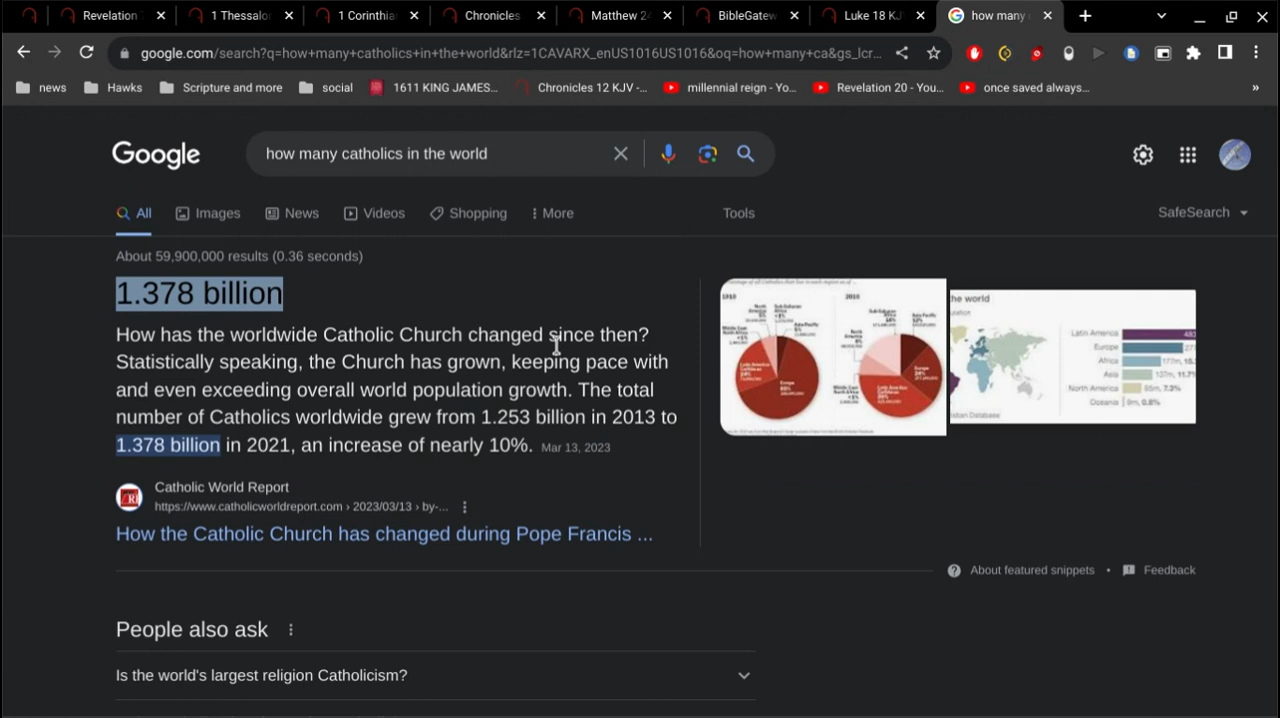 Revelation
1 Thessalo
1 Corinthia
Chronicles
Matthew 24
BibleGatew
Luke 18 KJ
how many
google.com/search?q=how+many+catholics+in+the+world&rlz=1CAVARX_enUS1016US1016&oq=how+many+ca&gs_lcr...
news
Hawks
Scripture and more
social
1611 KING JAMES...
Chronicles 12 KJV -...
millennial reign - Yo...
Revelation 20 - You...
once saved always...
»
Google
how many catholics in the world
All
Images
News
Videos
Shopping
More
Tools
SafeSearch
About 59,900,000 results (0.36 seconds)
1.378 billion
How has the worldwide Catholic Church changed since then?
Statistically speaking, the Church has grown, keeping pace with
and even exceeding overall world population growth. The total
number of Catholics worldwide grew from 1.253 billion in 2013 to
1.378 billion in 2021, an increase of nearly 10%. Mar 13, 2023
Catholic World Report
https://www.catholicworldreport.com › 2023/03/13 › by-...
How the Catholic Church has changed during Pope Francis ...
1910
2010
he world
Latin America
Europe
Africa
Asia
North America
Oceania
About featured snippets • Feedback
People also ask
Is the world's largest religion Catholicism?